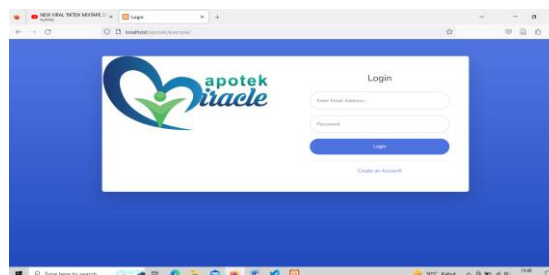 NEW VIRAL TIKTOK MIXTAPE
Login
localhost/apotek/example/
apotek
Miracle
Login
Enter Email Address...
Password
Login
Create an Account!
Type here to search